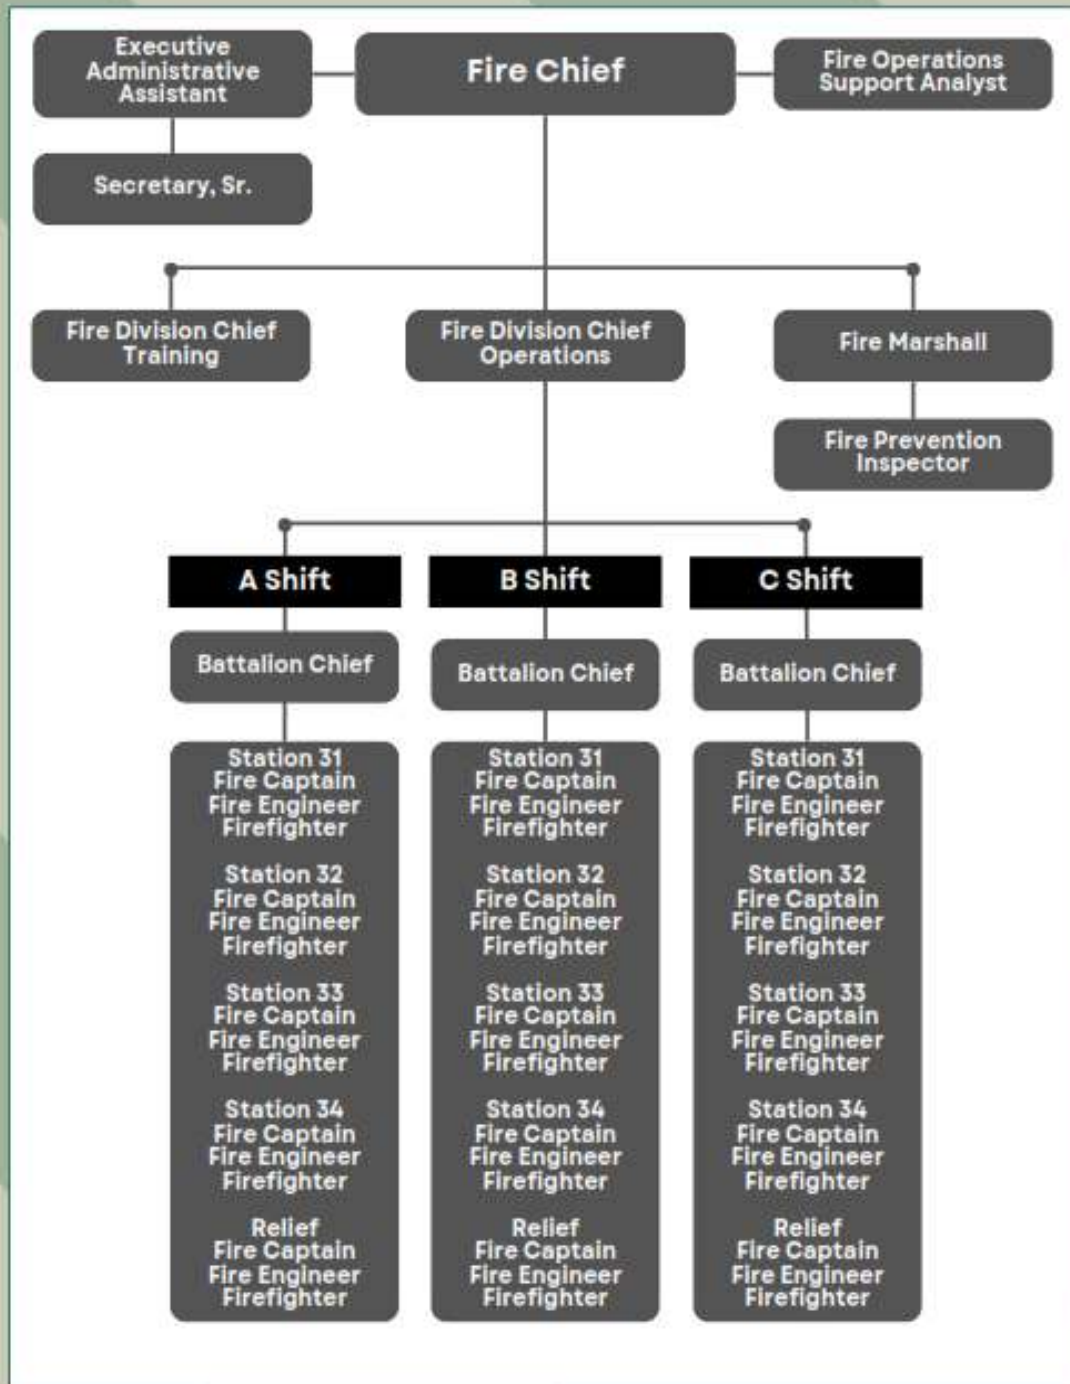 Executive
Administrative
Assistant
Fire Chief
Fire Operations
Support Analyst
Secretary, Sr.
Fire Division Chief
Training
Fire Division Chief
Operations
Fire Marshall
Fire Prevention
Inspector
A Shift
B Shift
C Shift
Battalion Chief
Battalion Chief
Battalion Chief
Station 31
Fire Captain
Fire Engineer
Firefighter
Station 32
Fire Captain
Fire Engineer
Firefighter
Station 33
Fire Captain
Fire Engineer
Firefighter
Station 34
Fire Captain
Fire Engineer
Firefighter
Relief
Fire Captain
Fire Engineer
Firefighter
Station 31
Fire Captain
Fire Engineer
Firefighter
Station 32
Fire Captain
Fire Engineer
Firefighter
Station 33
Fire Captain
Fire Engineer
Firefighter
Station 34
Fire Captain
Fire Engineer
Firefighter
Relief
Fire Captain
Fire Engineer
Firefighter
Station 31
Fire Captain
Fire Engineer
Firefighter
Station 32
Fire Captain
Fire Engineer
Firefighter
Station 33
Fire Captain
Fire Engineer
Firefighter
Station 34
Fire Captain
Fire Engineer
Firefighter
Relief
Fire Captain
Fire Engineer
Firefighter